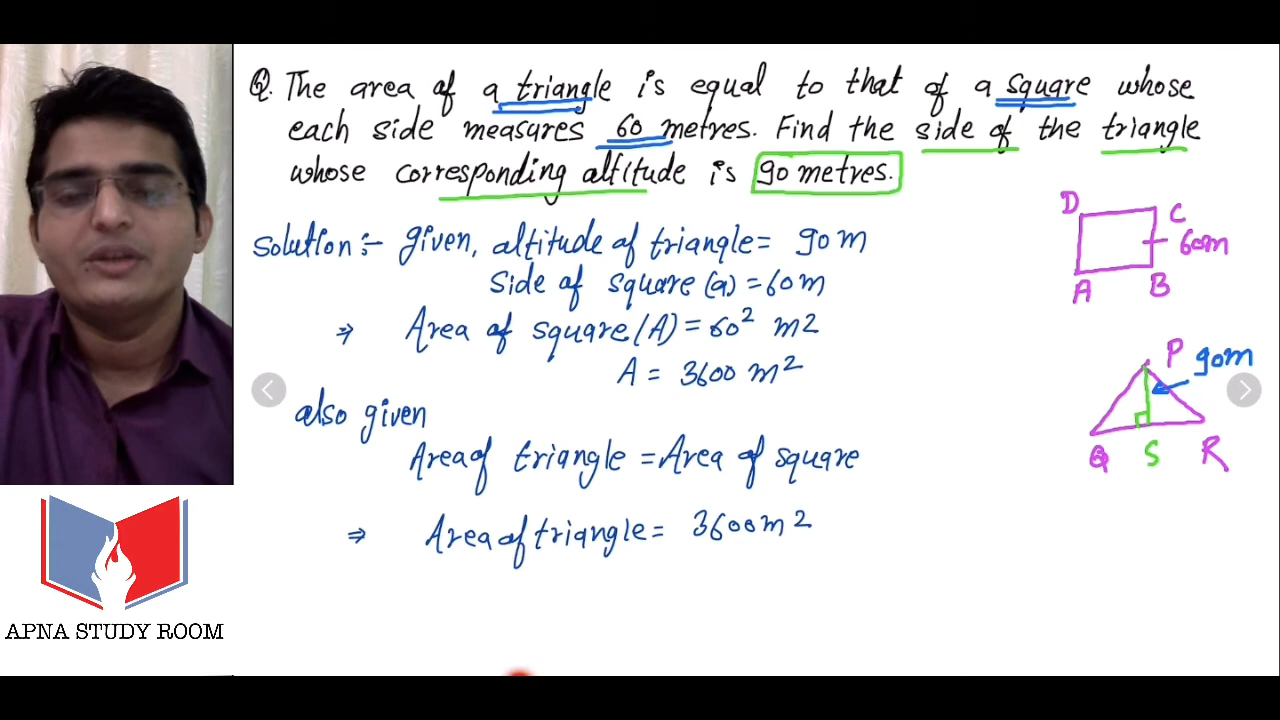 Q. The area of a triangle is equal to that of a square whose
each side measures 60 metres. Find the side of the triangle
whose corresponding altitude is 90 metres.
Solution :- given, altitude of triangle = 90m
Side of square (a) = 60m
⇒ Area of square (A) = 60² m2
A = 3600 m²
also given
Area of triangle = Area of square
⇒ Area of triangle = 3600 m2
D C
60m
A B
P
90m
Q S R
APNA STUDY ROOM